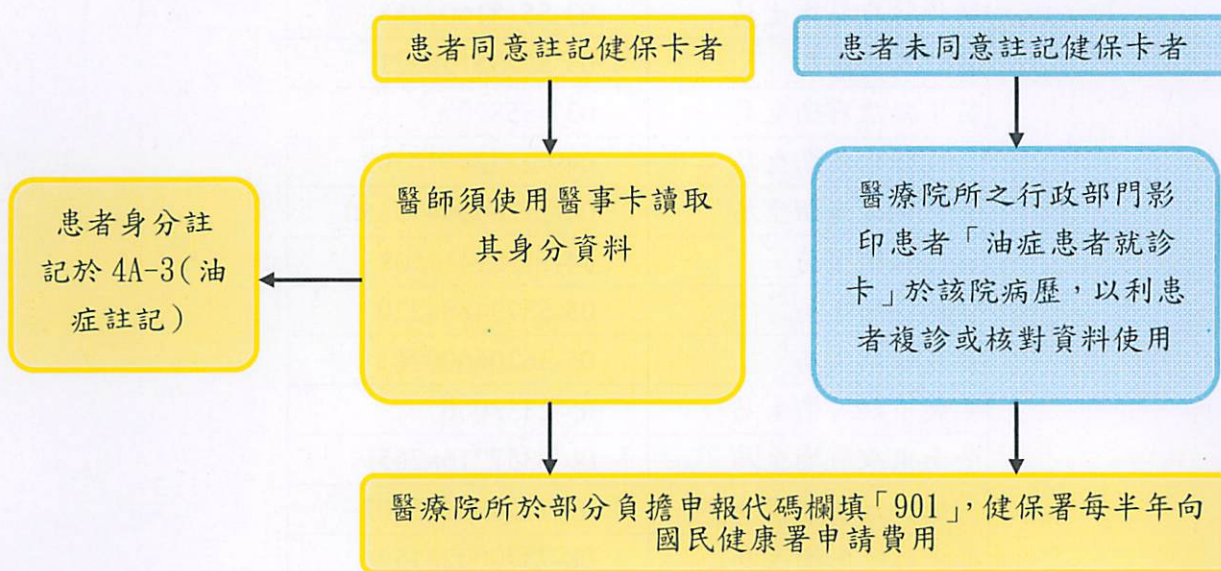 患者同意註記健保卡者
患者未同意註記健保卡者
醫師須使用醫事卡讀取
其身分資料
患者身分註
記於 4A-3(油
症註記)
醫療院所之行政部門影
印患者「油症患者就診
卡」於該院病歷，以利患
者複診或核對資料使用
醫療院所於部分負擔申報代碼欄填「901」，健保署每半年向
國民健康署申請費用